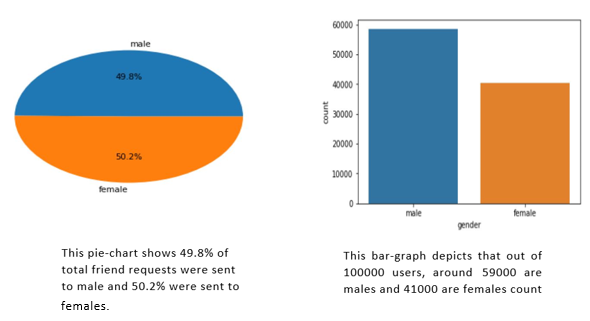 male
49.8%
50.2%
female
This pie-chart shows 49.8% of
total friend requests were sent
to male and 50.2% were sent to
females.
60000
50000
40000
30000
20000
10000
0
count
male female
gender
This bar-graph depicts that out of
100000 users, around 59000 are
males and 41000 are females count